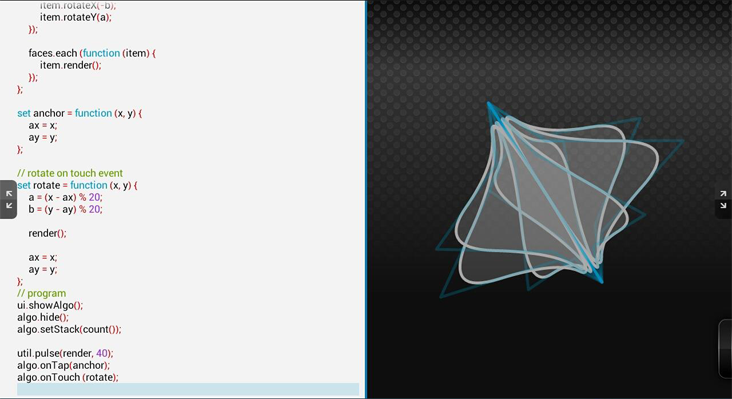 item.rotateX(-b);
item.rotateY(a);
});
faces.each (function (item) {
item.render();
});
};
set anchor = function (x, y) {
ax = x;
ay = y;
};
// rotate on touch event
set rotate = function (x, y) {
a = (x - ax) % 20;
b = (y - ay) % 20;
render();
ax = x;
ay = y;
};
// program
ui.showAlgo();
algo.hide();
algo.setStack(count());
util.pulse(render, 40);
algo.onTap(anchor);
algo.onTouch (rotate);